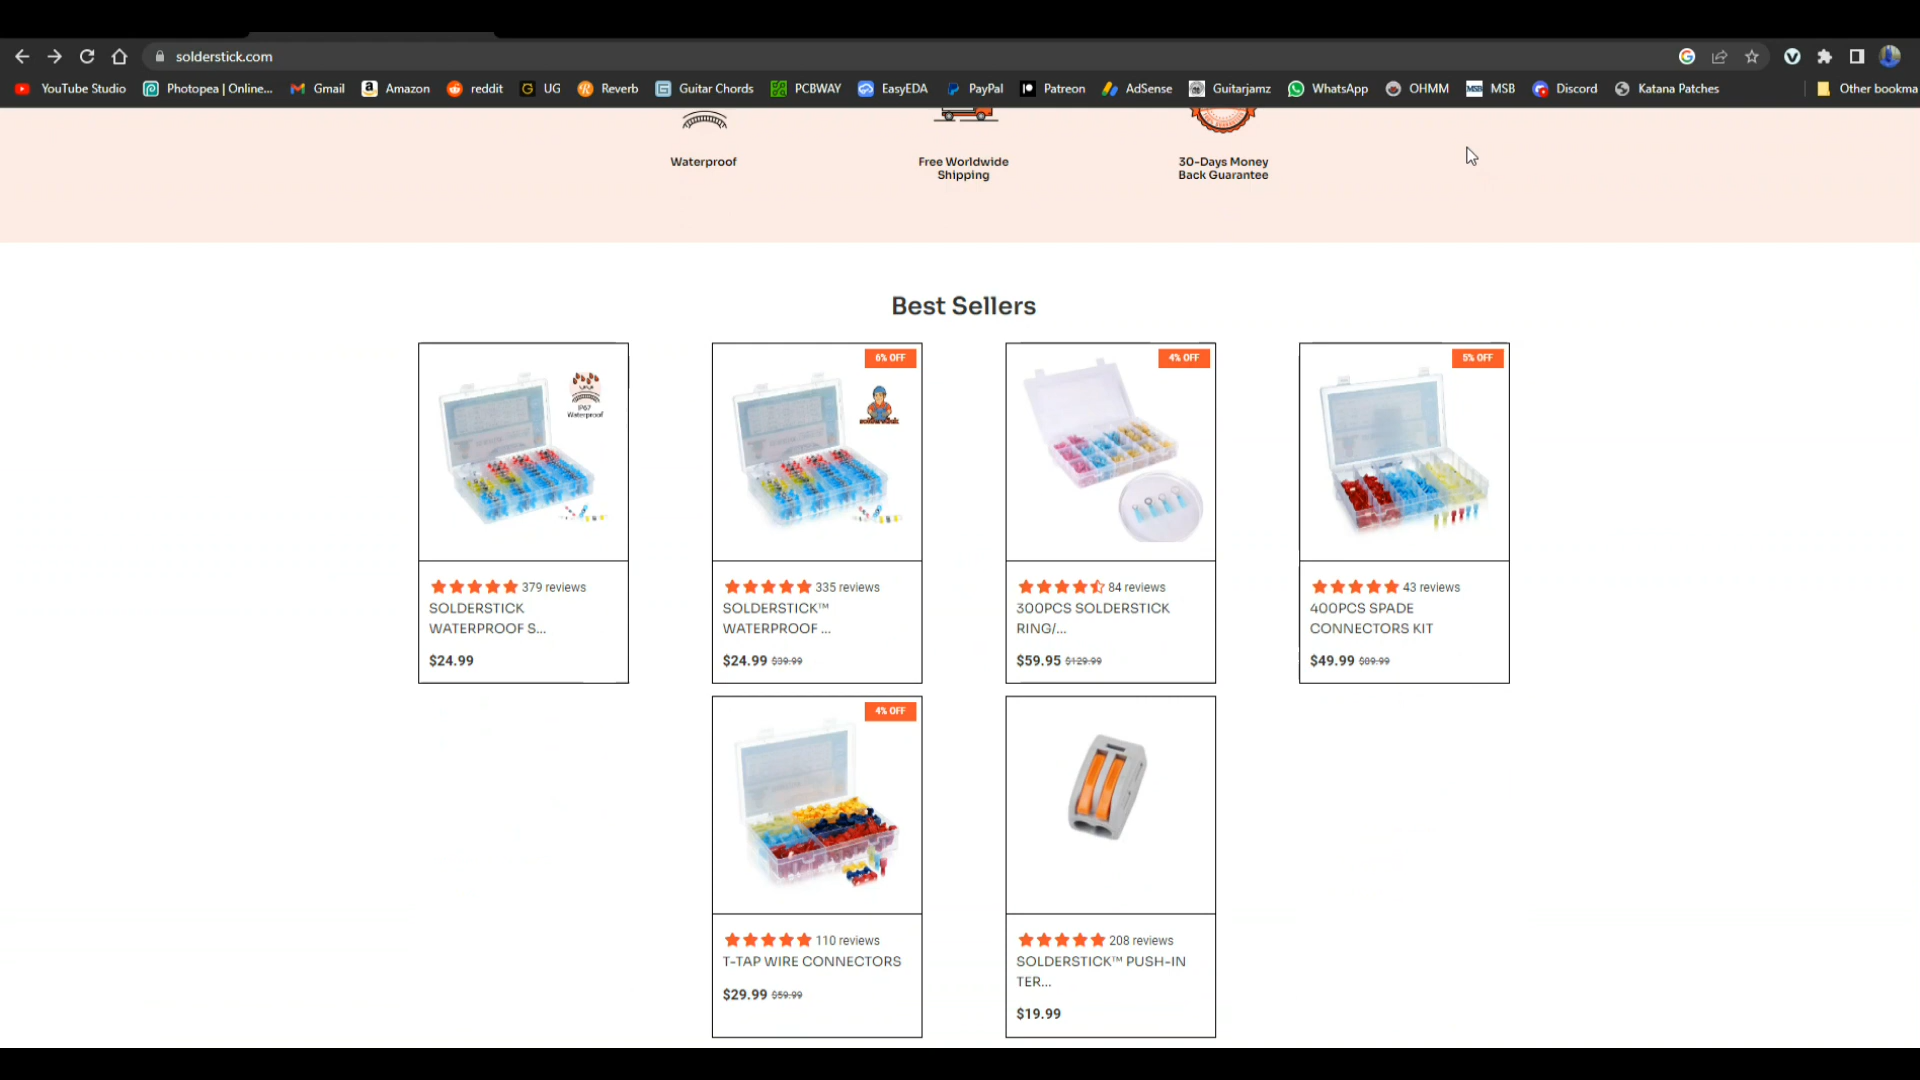 solderstick.com
YouTube Studio
Photopea | Online...
Gmail
Amazon
reddit
UG
Reverb
Guitar Chords
PCBWAY
EasyEDA
PayPal
Patreon
AdSense
Guitarjamz
WhatsApp
OHMM
MSB
Discord
Katana Patches
Other bookma
Waterproof
Free Worldwide
Shipping
30-Days Money
Back Guarantee
Best Sellers
IP67
Waterproof
379 reviews
SOLDERSTICK
WATERPROOF S...
$24.99
6% OFF
solderstick
335 reviews
SOLDERSTICK™
WATERPROOF ...
$24.99 $39.99
4% OFF
84 reviews
300PCS SOLDERSTICK
RING/...
$59.95 $129.99
5% OFF
43 reviews
400PCS SPADE
CONNECTORS KIT
$49.99 $89.99
4% OFF
110 reviews
T-TAP WIRE CONNECTORS
$29.99 $59.99
208 reviews
SOLDERSTICK™ PUSH-IN
TER...
$19.99